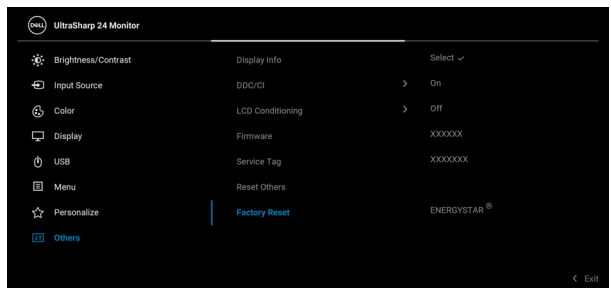 DELL UltraSharp 24 Monitor
Brightness/Contrast Display Info Select ✓
Input Source DDC/CI > On
Color LCD Conditioning > Off
Display Firmware XXXXXX
USB Service Tag XXXXXXX
Menu Reset Others
Personalize Factory Reset ENERGYSTAR ®
Others
< Exit